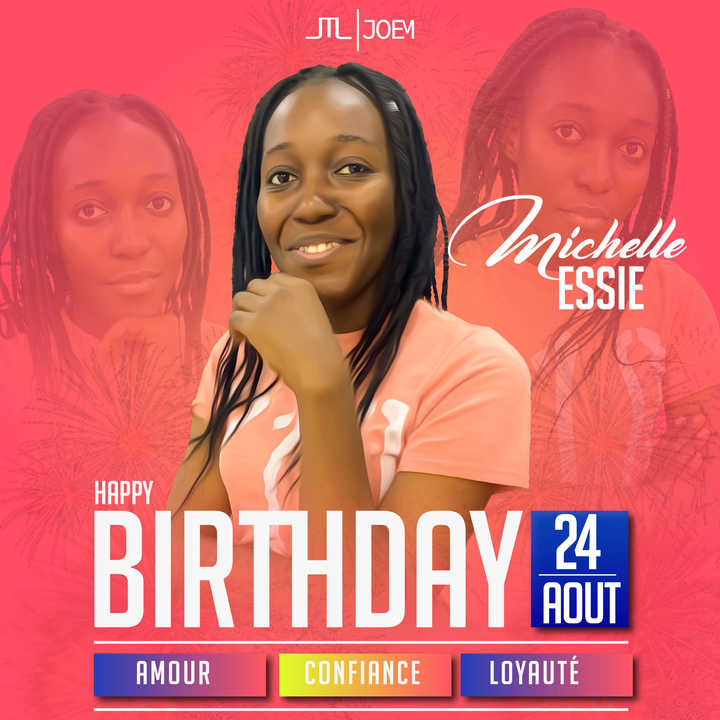 JTL | JOEM
Michelle
ESSIE
HAPPY
BIRTHDAY
24
AOUT
AMOUR
CONFIANCE
LOYAUTÉ